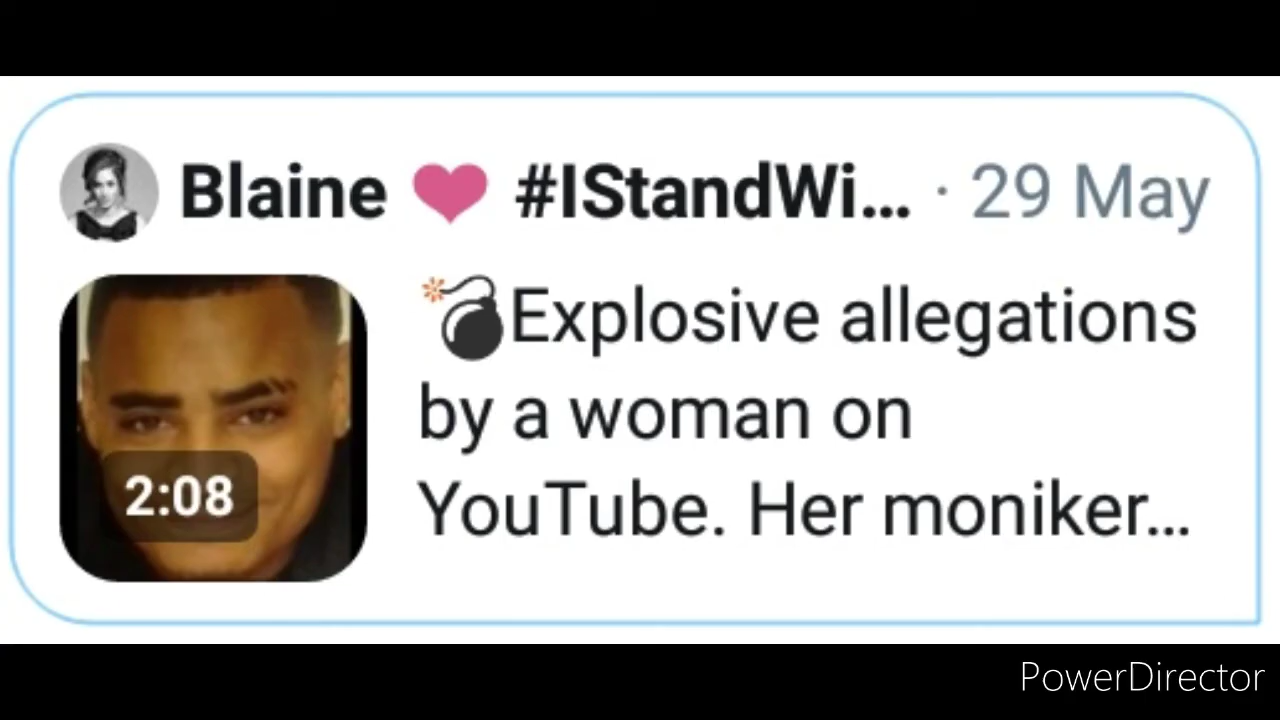 Blaine ❤ #IStandWi... · 29 May
💣Explosive allegations
by a woman on
YouTube. Her moniker...
2:08
PowerDirector